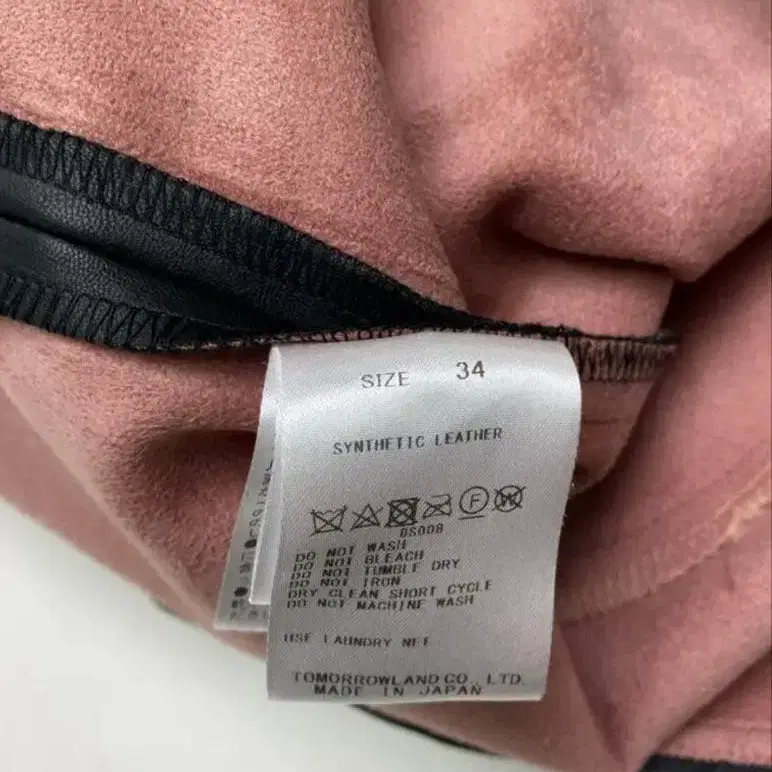 SIZE 34
SYNTHETIC LEATHER
F W
0S008
DO NOT WASH
DO NOT BLEACH
DO NOT TUMBLE DRY
DO NOT IRON
DRY CLEAN SHORT CYCLE
DO NOT MACHINE WASH
USE LAUNDRY NET
TOMORROWLAND CO., LTD.
MADE IN JAPAN